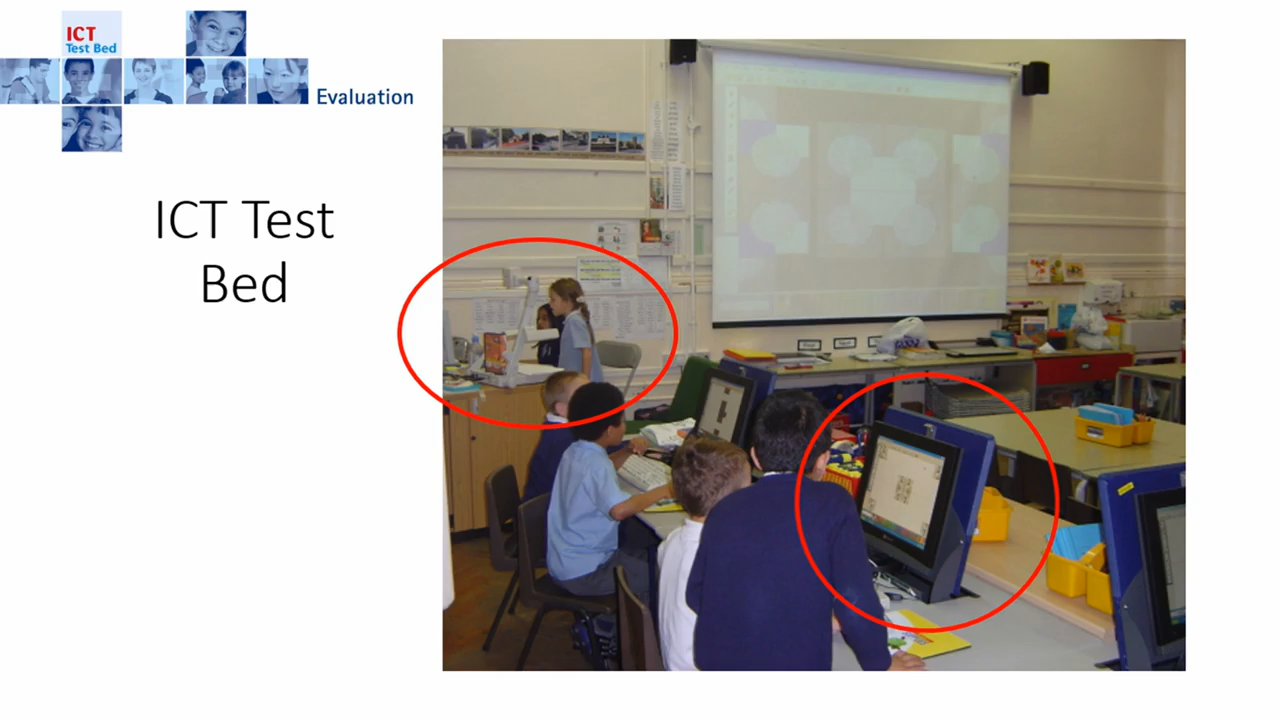 ICT
Test Bed
Evaluation
ICT Test
Bed